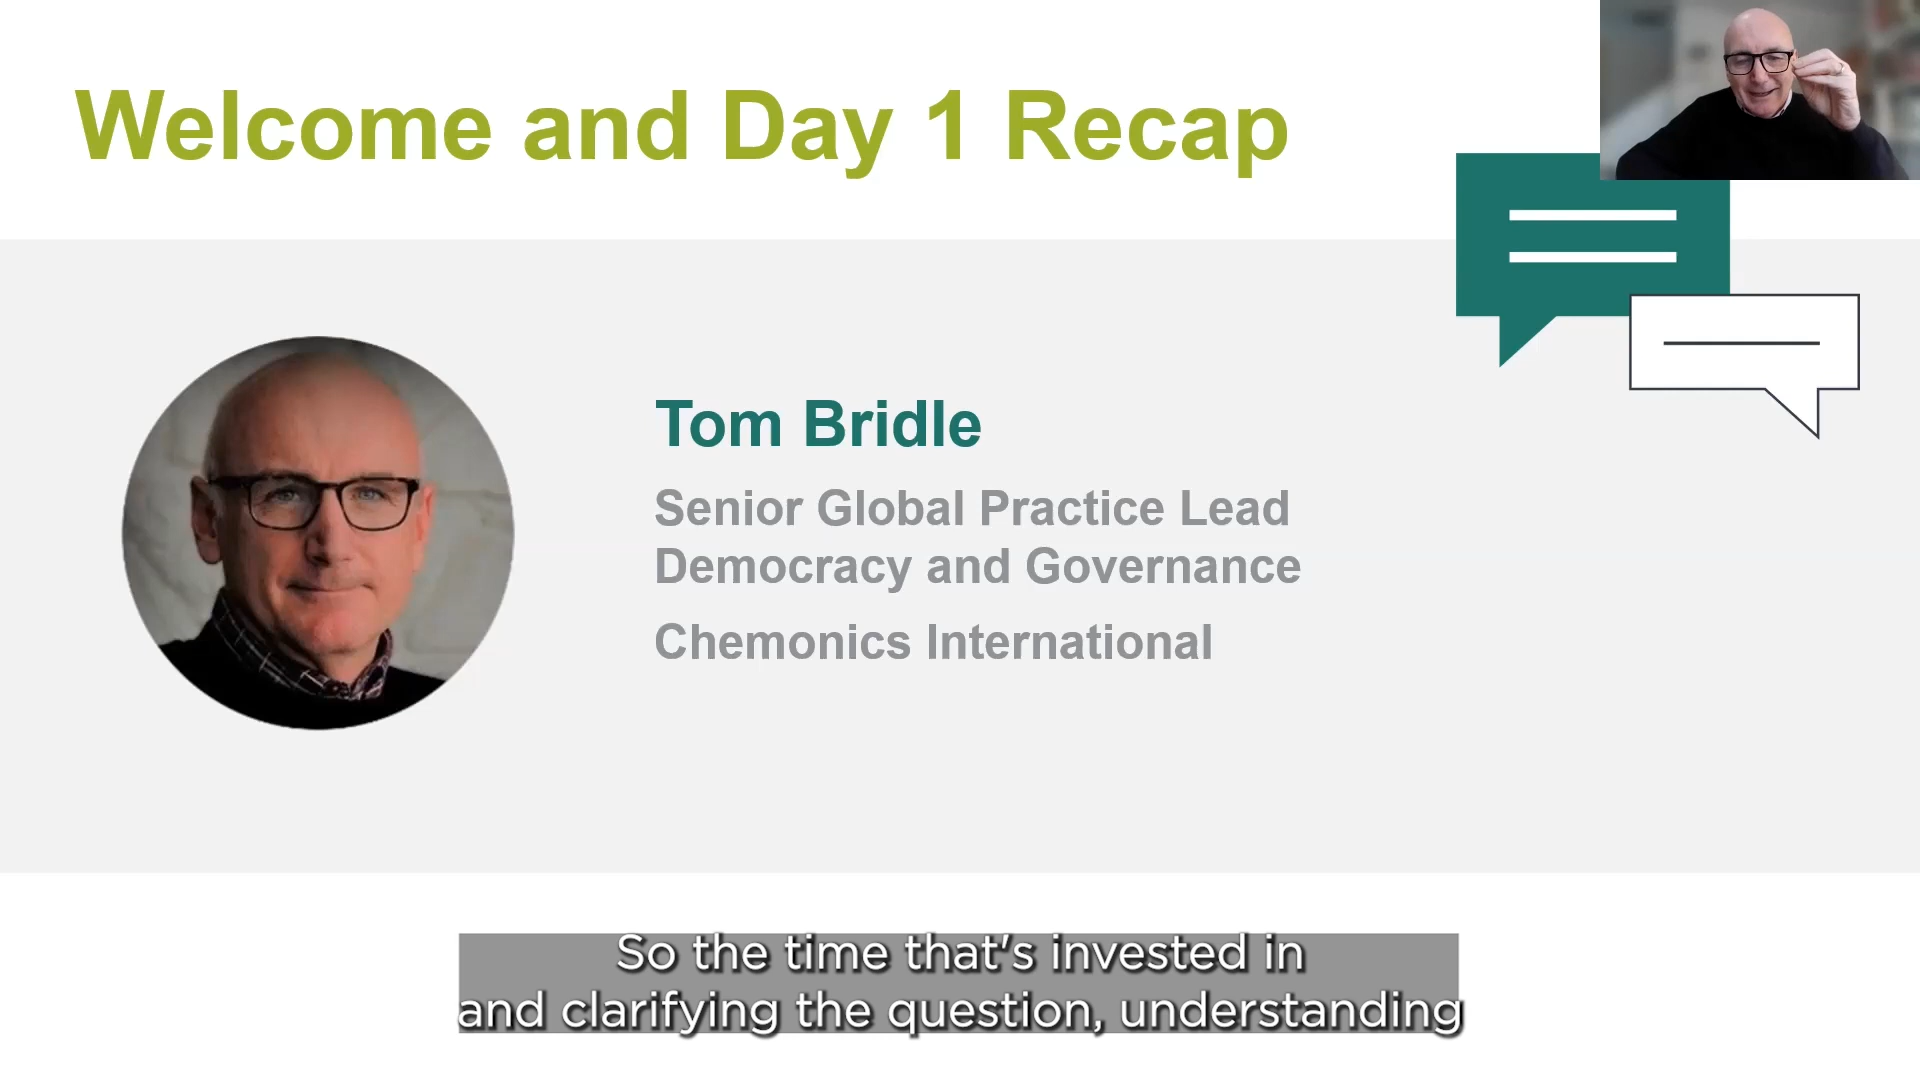 Welcome and Day 1 Recap
Tom Bridle
Senior Global Practice Lead
Democracy and Governance
Chemonics International
So the time that's invested in
and clarifying the question, understanding